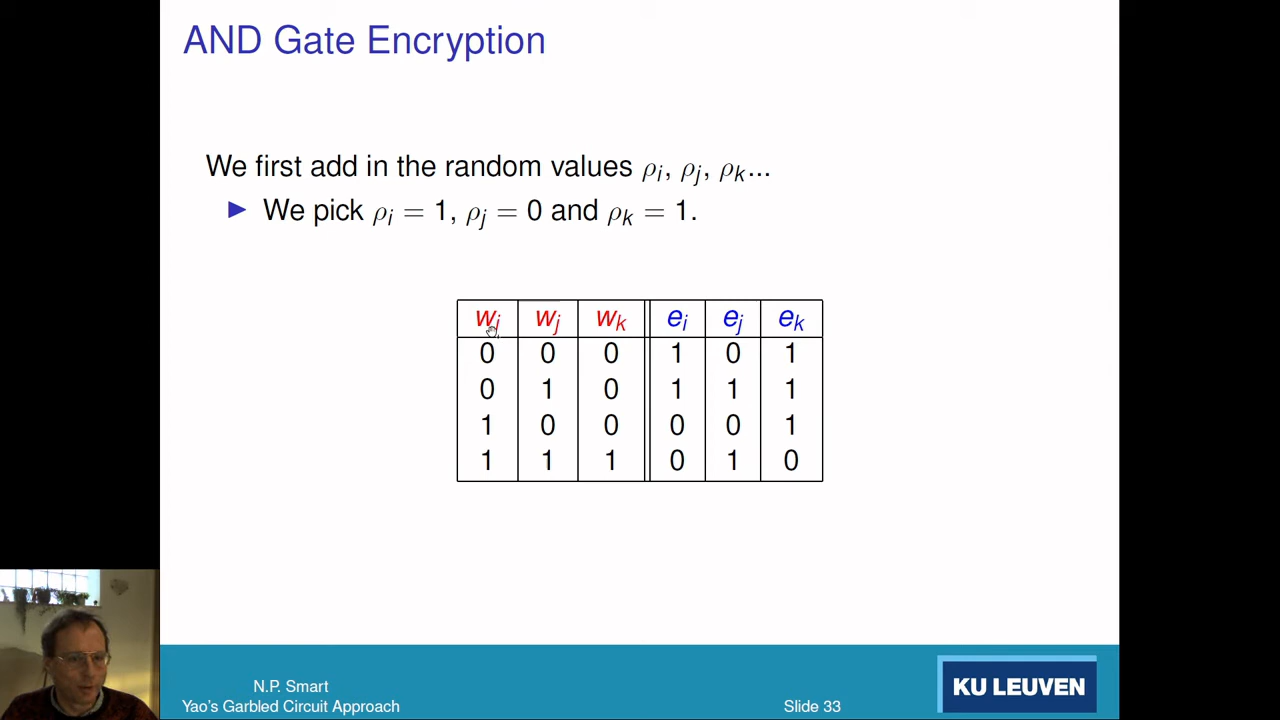 AND Gate Encryption
We first add in the random values ρi, ρj, ρk...
▶ We pick ρi = 1, ρj = 0 and ρk = 1.
wi wj wk ei ej ek
0 0 0 1 0 1
0 1 0 1 1 1
1 0 0 0 0 1
1 1 1 0 1 0
N.P. Smart
Yao's Garbled Circuit Approach
Slide 33
KU LEUVEN